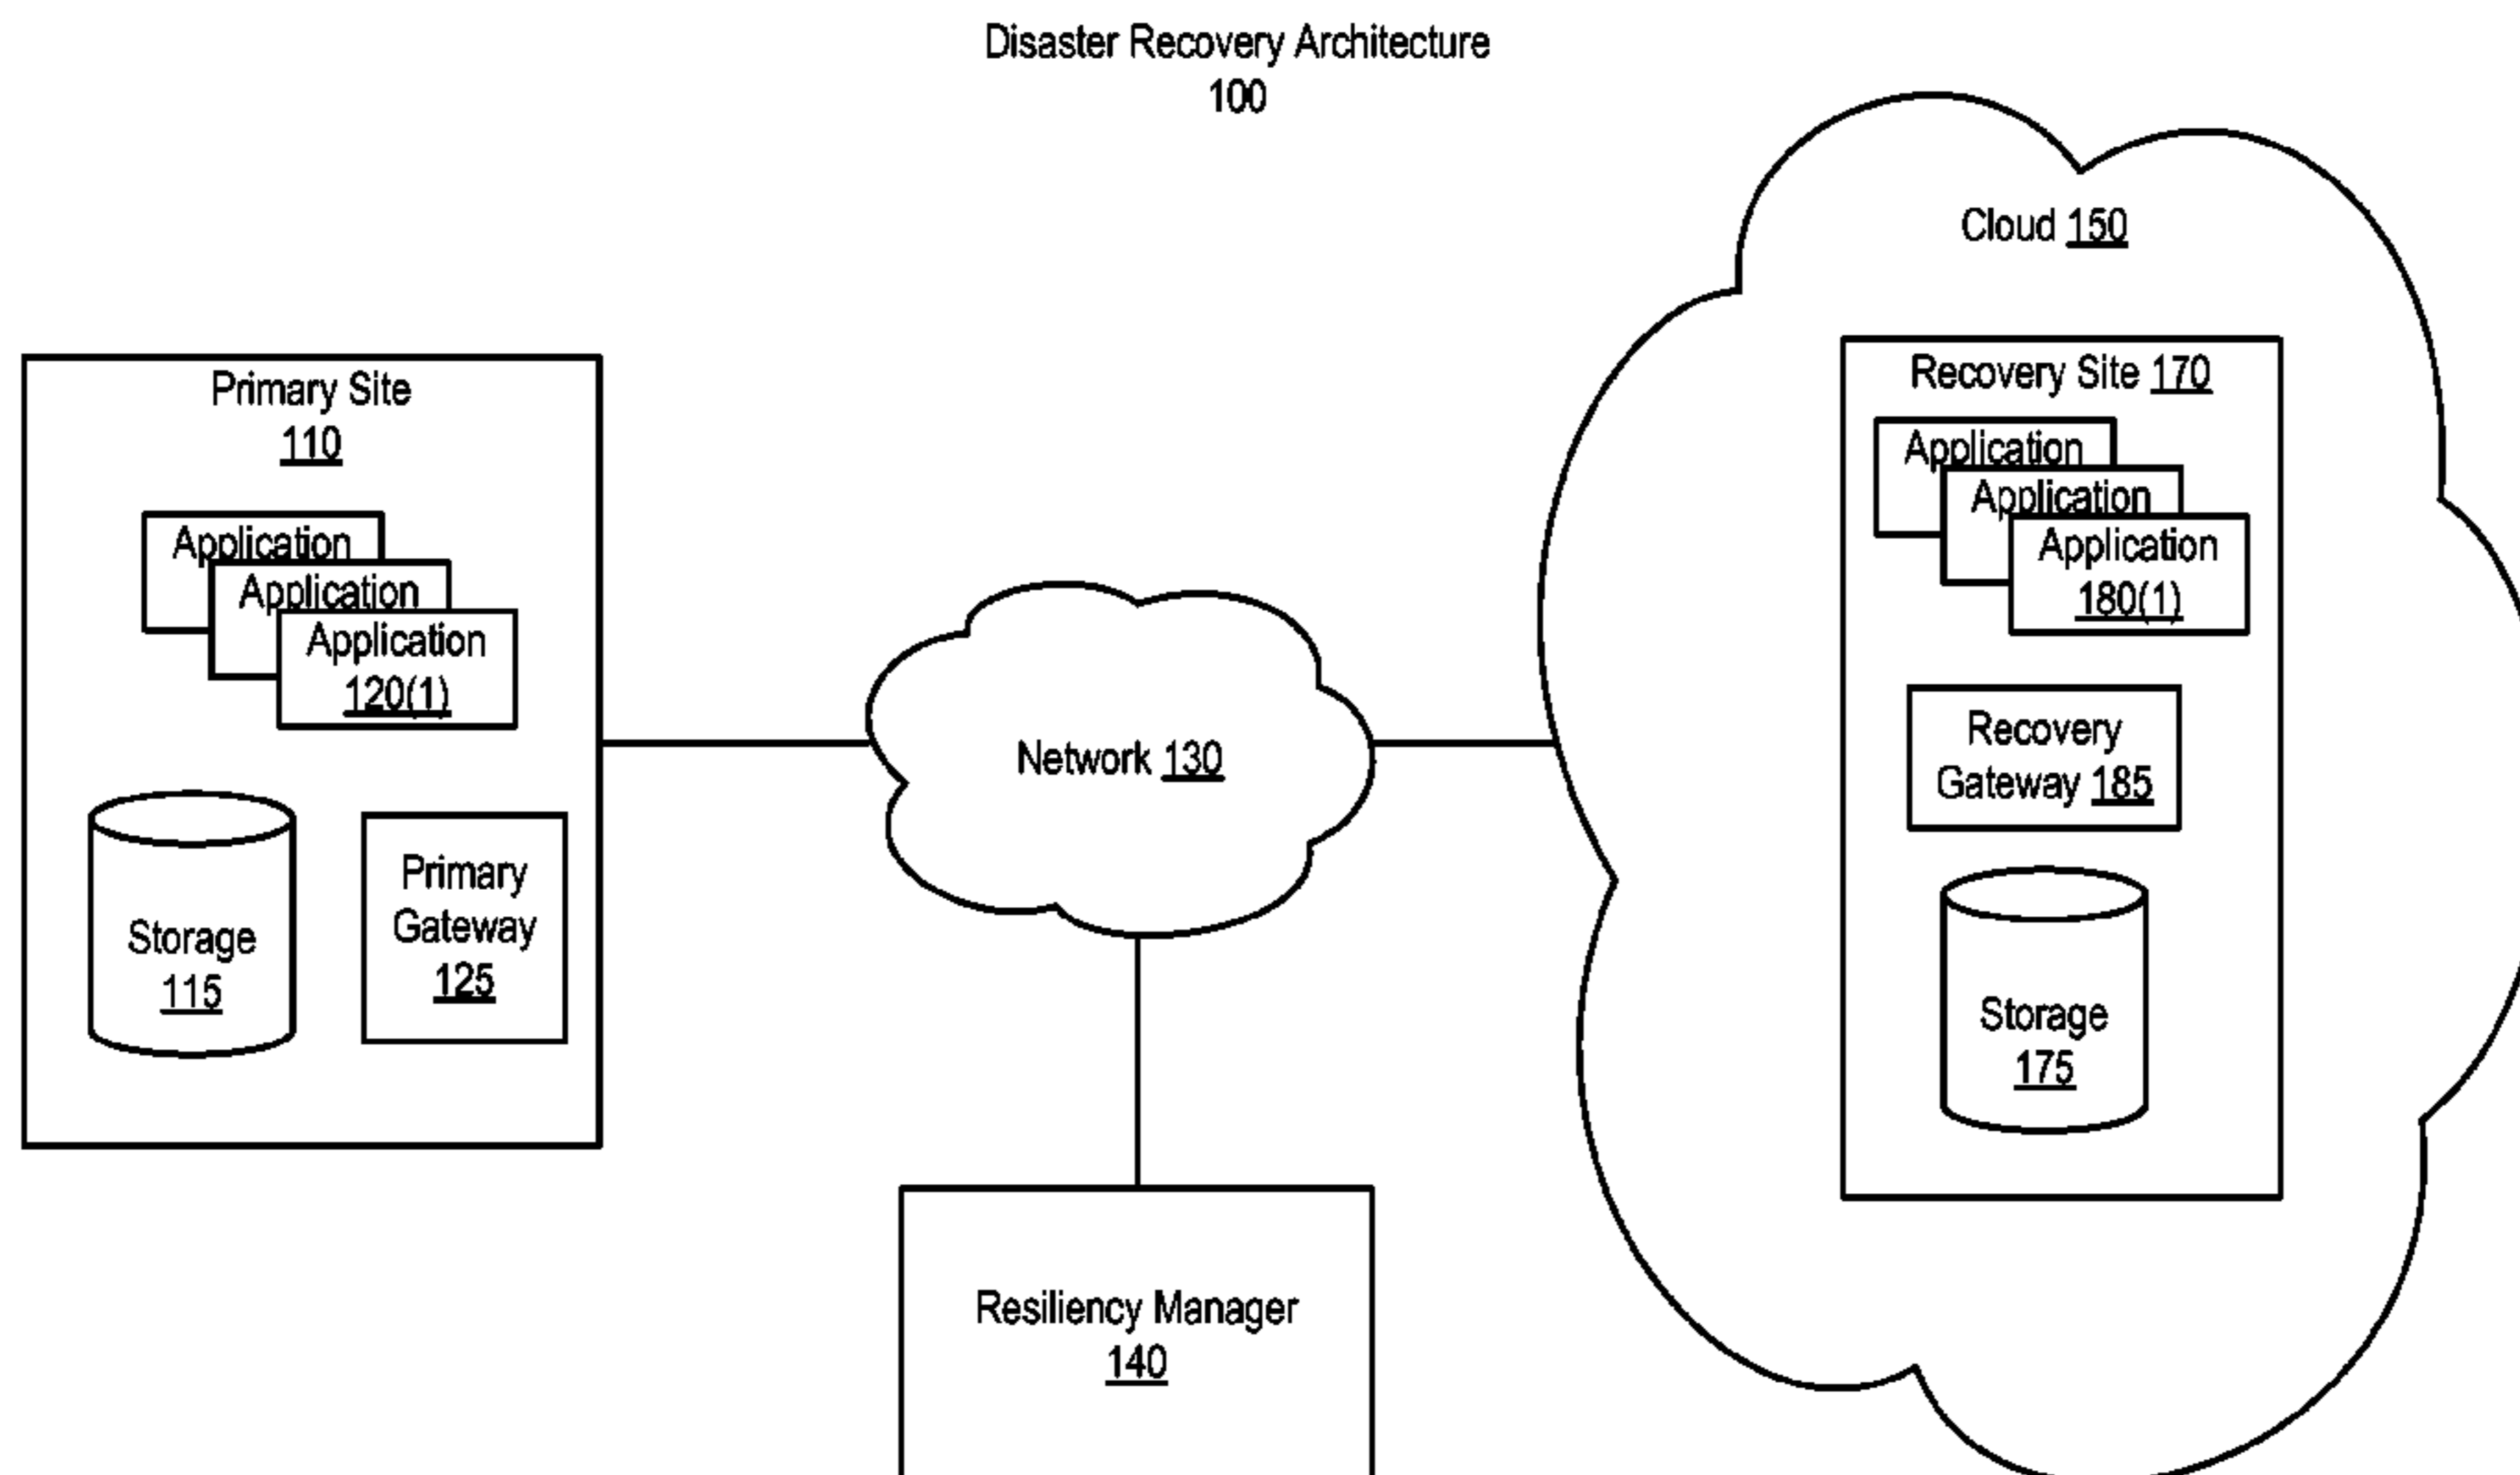 Disaster Recovery Architecture
100
Primary Site
110
Application
Application
Application
120(1)
Storage
115
Primary
Gateway
125
Network 130
Resiliency Manager
140
Cloud 150
Recovery Site 170
Application
Application
Application
180(1)
Recovery
Gateway 185
Storage
175